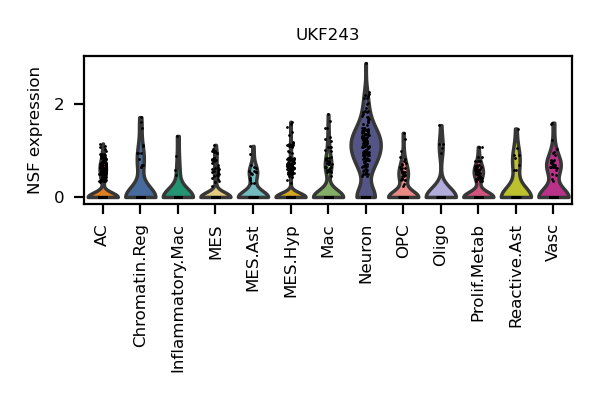 UKF243
NSF expression
2
0
AC
Chromatin.Reg
Inflammatory.Mac
MES
MES.Ast
MES.Hyp
Mac
Neuron
OPC
Oligo
Prolif.Metab
Reactive.Ast
Vasc